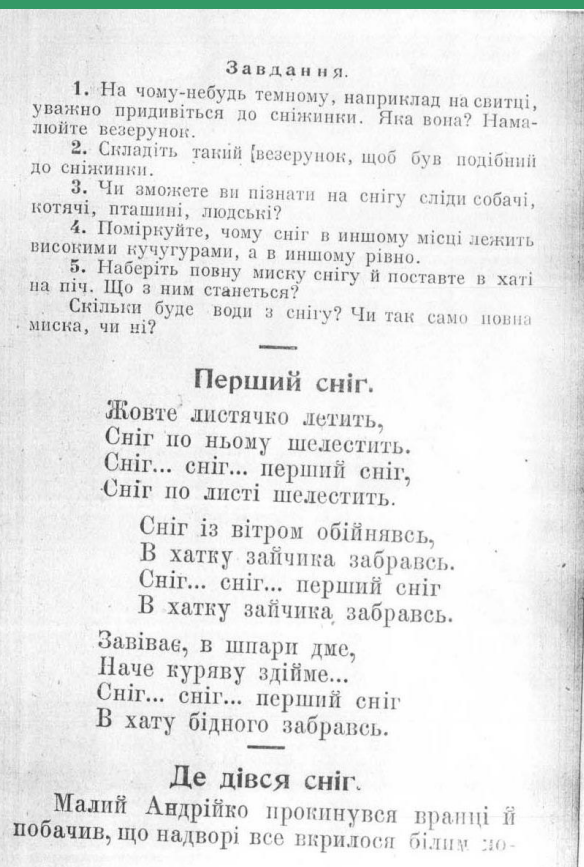 Завдання.
1. На чому-небудь темному, наприклад на свитці,
уважно придивіться до сніжинки. Яка вона? Нама-
люйте везерунок.
2. Складіть такий [везерунок, щоб був подібний
до сніжинки.
3. Чи зможете ви пізнати на снігу сліди собачі,
котячі, пташині, людські?
4. Поміркуйте, чому сніг в иншому місці лежить
високими кучугурами, а в иншому рівно.
5. Наберіть повну миску снігу й поставте в хаті
на піч. Що з ним станеться?
Скільки буде води з снігу? Чи так само повна
миска, чи ні?
Перший сніг.
Жовте листячко летить,
Сніг по ньому шелестить.
Сніг... сніг... перший сніг,
Сніг по листі шелестить.
Сніг із вітром обійнявсь,
В хатку зайчика забравсь.
Сніг... сніг... перший сніг
В хатку зайчика забравсь.
Завіває, в шпари дме,
Наче куряву здійме...
Сніг... сніг... перший сніг
В хату бідного забравсь.
Де дівся сніг.
Малий Андрійко прокинувся вранці й
побачив, що надворі все вкрилося білим по-